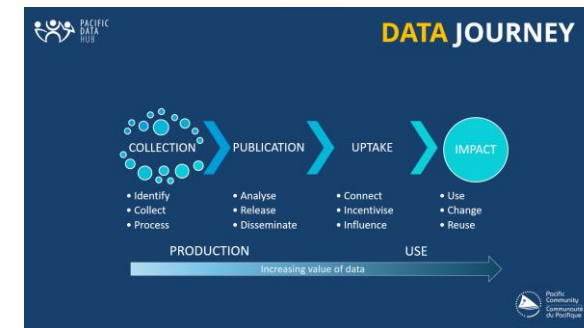 PACIFIC
DATA
HUB
DATA JOURNEY
COLLECTION
PUBLICATION
UPTAKE
IMPACT
• Identify
• Collect
• Process
• Analyse
• Release
• Disseminate
• Connect
• Incentivise
• Influence
• Use
• Change
• Reuse
PRODUCTION
USE
Increasing value of data
Pacific
Community
Communauté
du Pacifique